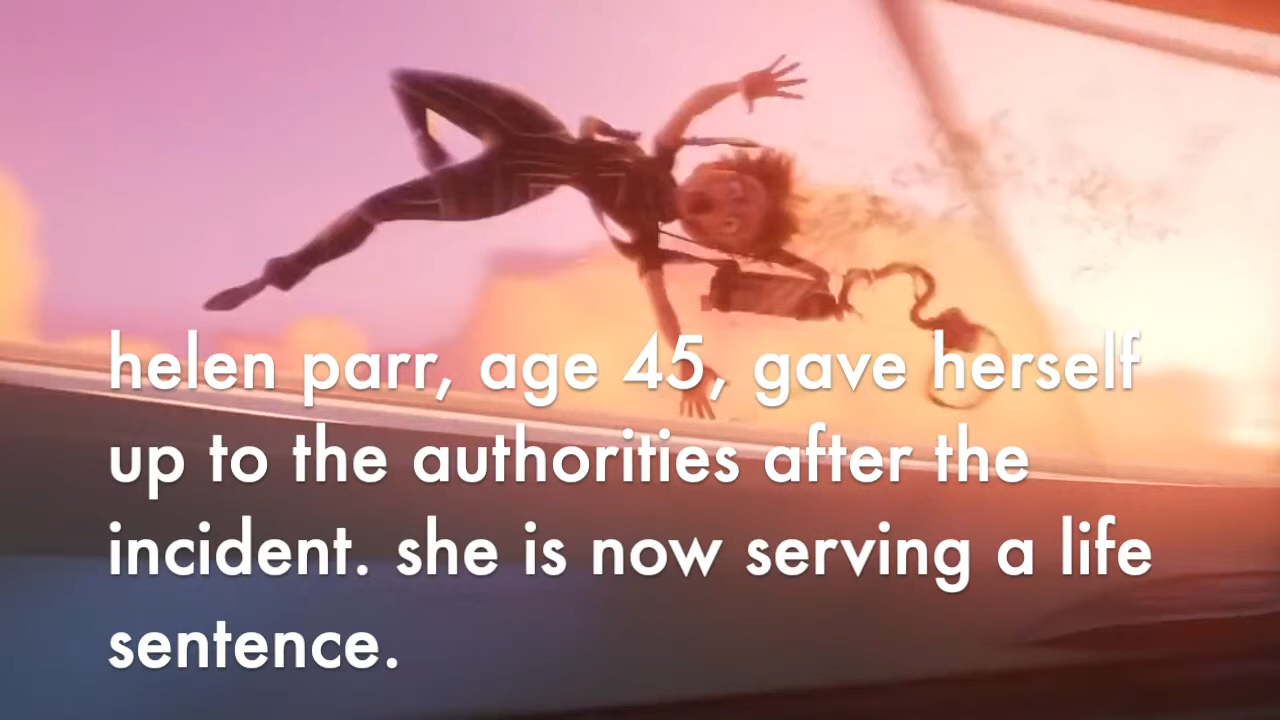 helen parr, age 45, gave herself
up to the authorities after the
incident. she is now serving a life
sentence.